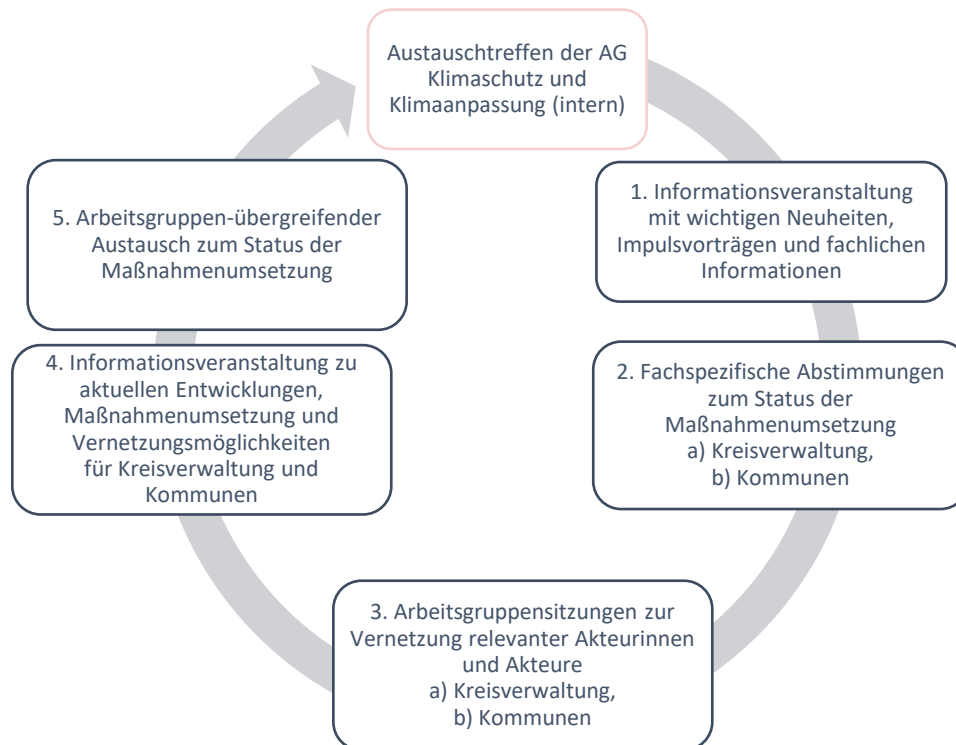 Austauschtreffen der AG
Klimaschutz und
Klimaanpassung (intern)
1. Informationsveranstaltung
mit wichtigen Neuheiten,
Impulsvorträgen und fachlichen
Informationen
2. Fachspezifische Abstimmungen
zum Status der
Maßnahmenumsetzung
a) Kreisverwaltung,
b) Kommunen
3. Arbeitsgruppensitzungen zur
Vernetzung relevanter Akteurinnen
und Akteure
a) Kreisverwaltung,
b) Kommunen
4. Informationsveranstaltung zu
aktuellen Entwicklungen,
Maßnahmenumsetzung und
Vernetzungsmöglichkeiten
für Kreisverwaltung und
Kommunen
5. Arbeitsgruppen-übergreifender
Austausch zum Status der
Maßnahmenumsetzung